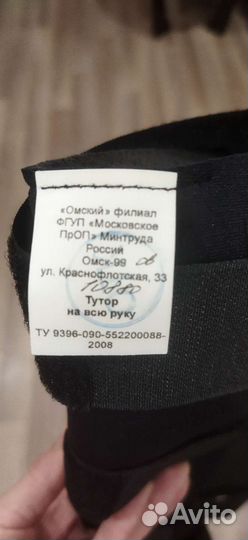 «Омский» филиал
ФГУП «Московское
ПрОП» Минтруда
России
Омск-99
ул. Краснофлотская, 33
10880
Тутор
на всю руку
ТУ 9396-090-552200088-
2008
Avito